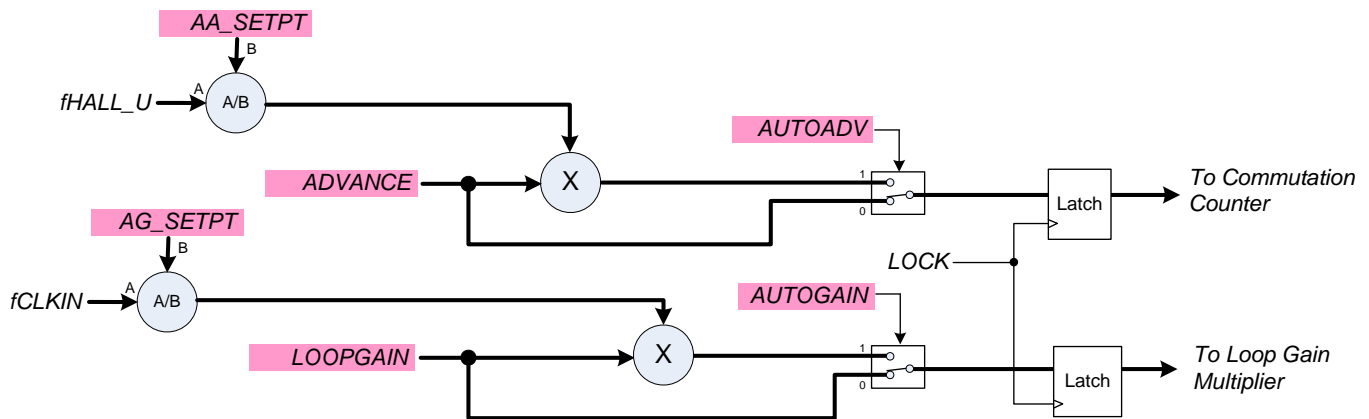 AA_SETPT
B
A
fHALL_U
A/B
AUTOADV
ADVANCE
X
1
0
Latch
To Commutation
Counter
AG_SETPT
B
LOCK
A
fCLKIN
A/B
AUTOGAIN
LOOPGAIN
X
1
0
Latch
To Loop Gain
Multiplier